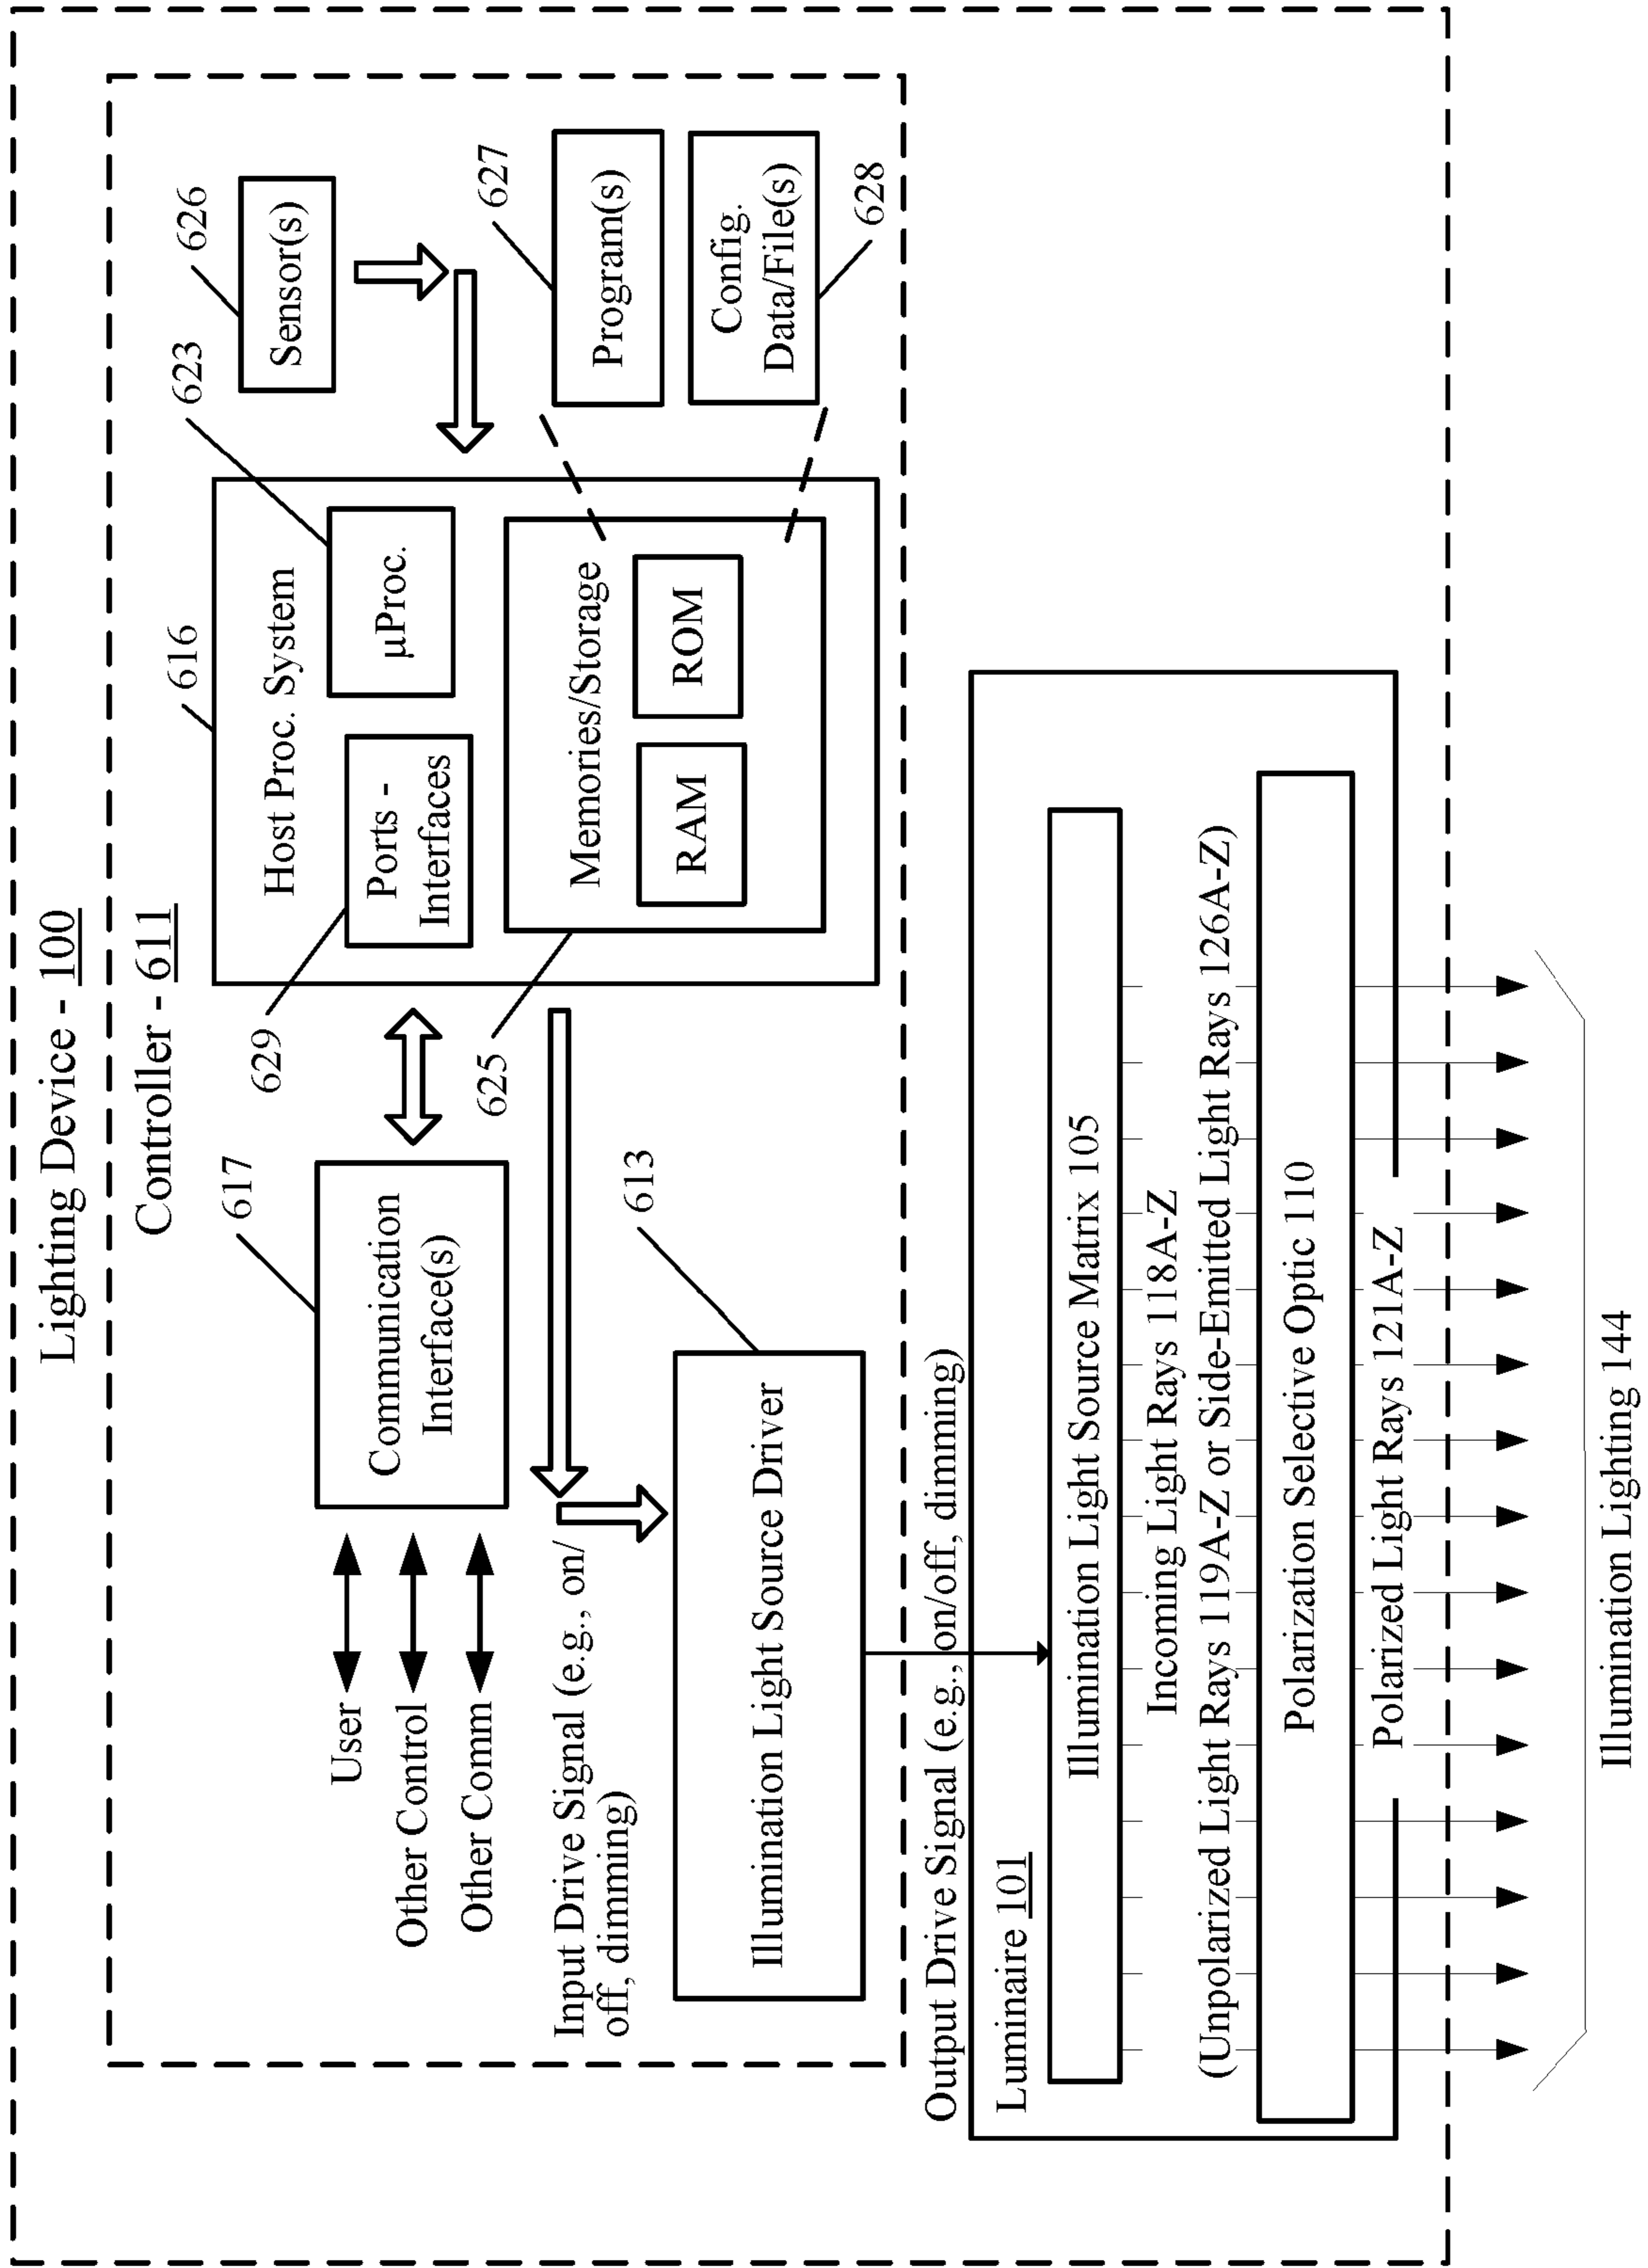 Lighting Device - 100
Controller - 611
617
616
623
626
User
Other Control
Other Comm
Communication
Interface(s)
629
625
Host Proc. System
Ports -
Interfaces
µProc.
Memories/Storage
RAM
ROM
Sensor(s)
627
Program(s)
Config.
Data/File(s)
628
Input Drive Signal (e.g., on/
off, dimming)
613
Illumination Light Source Driver
Output Drive Signal (e.g., on/off, dimming)
Luminaire 101
Illumination Light Source Matrix 105
Incoming Light Rays 118A-Z
(Unpolarized Light Rays 119A-Z or Side-Emitted Light Rays 126A-Z)
Polarization Selective Optic 110
Polarized Light Rays 121A-Z
Illumination Lighting 144